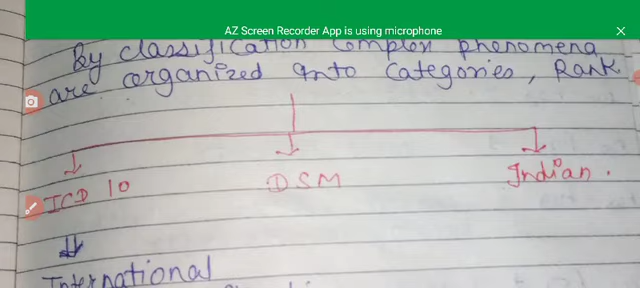 AZ Screen Recorder App is using microphone
By classification complex phenomena
are organized into categories, Rank
ICD 10 DSM Indian.
International